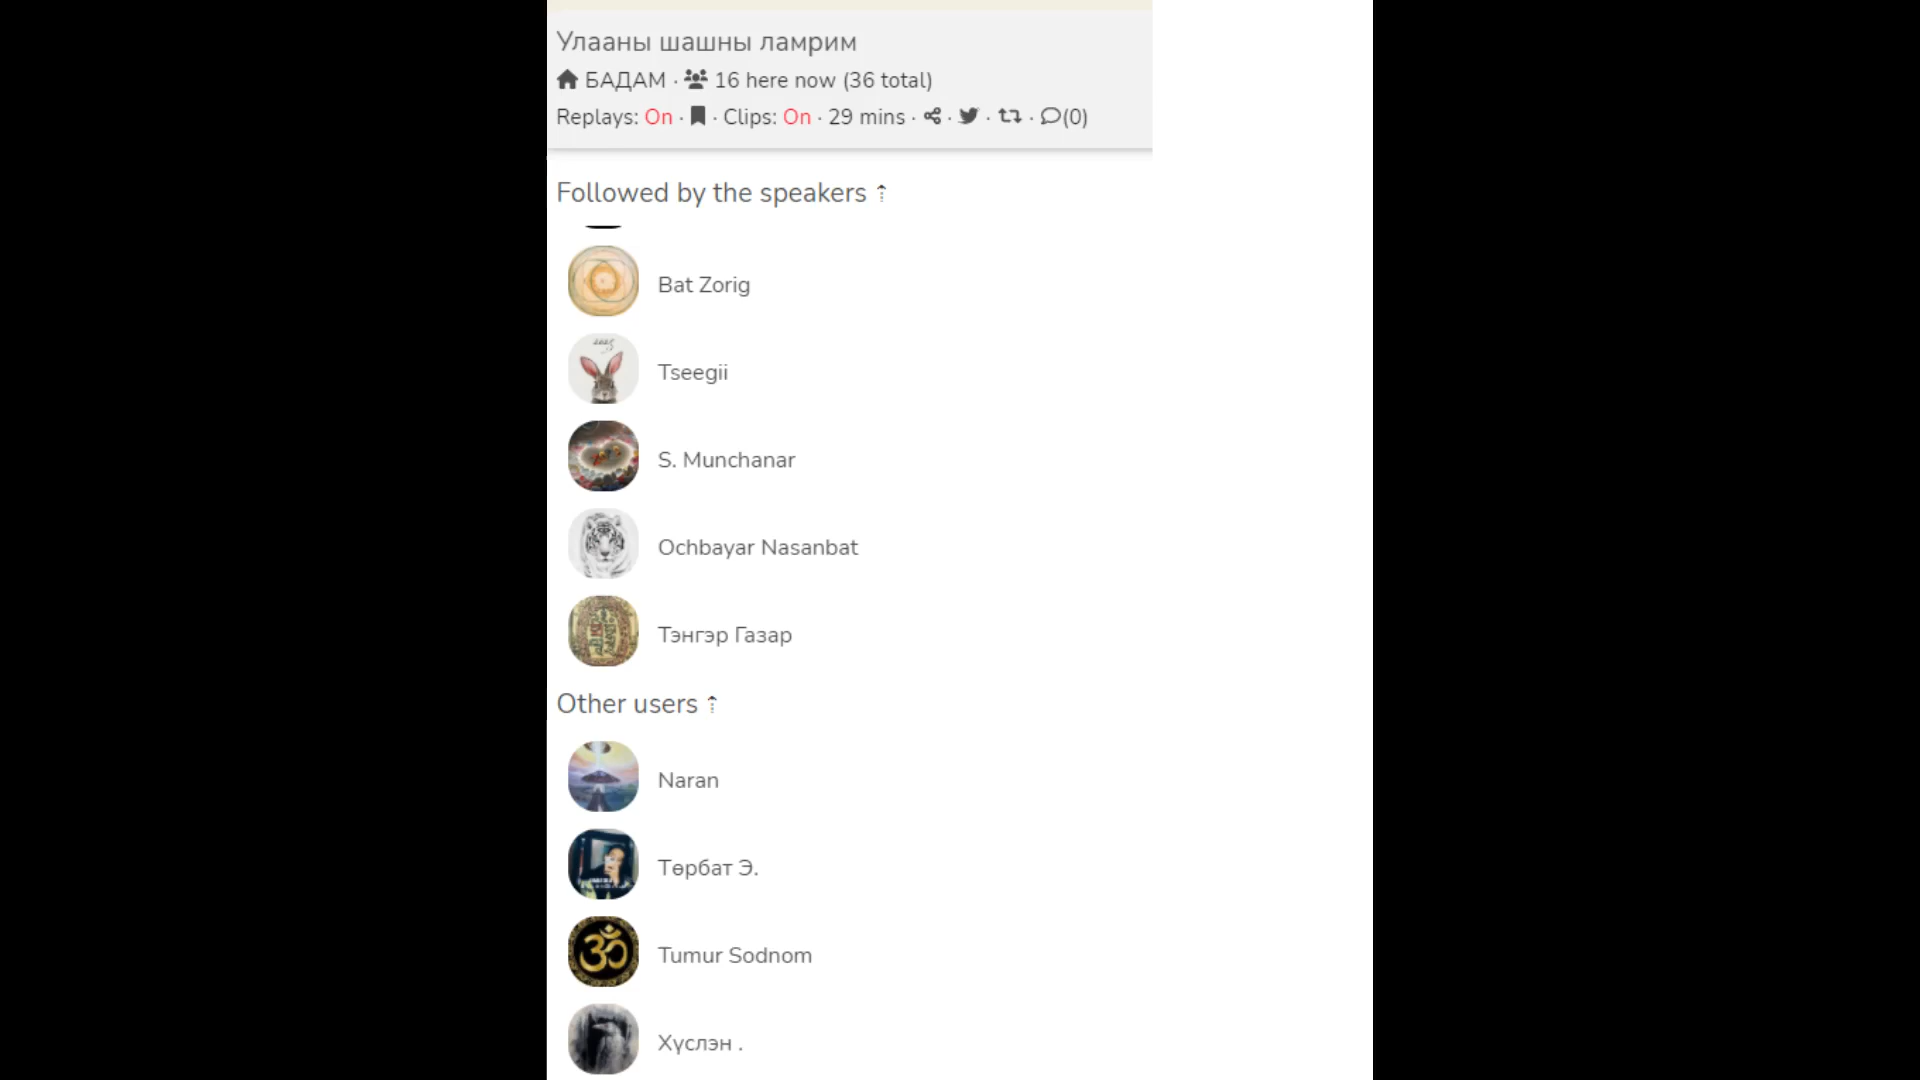 Улааны шашны ламрим
БАДАМ · 16 here now (36 total)
Replays: On · · Clips: On · 29 mins · · · · (0)
Followed by the speakers ⇡
Bat Zorig
Tseegii
S. Munchanar
Ochbayar Nasanbat
Тэнгэр Газар
Other users ⇡
Naran
Төрбат Э.
Tumur Sodnom
Хүслэн .